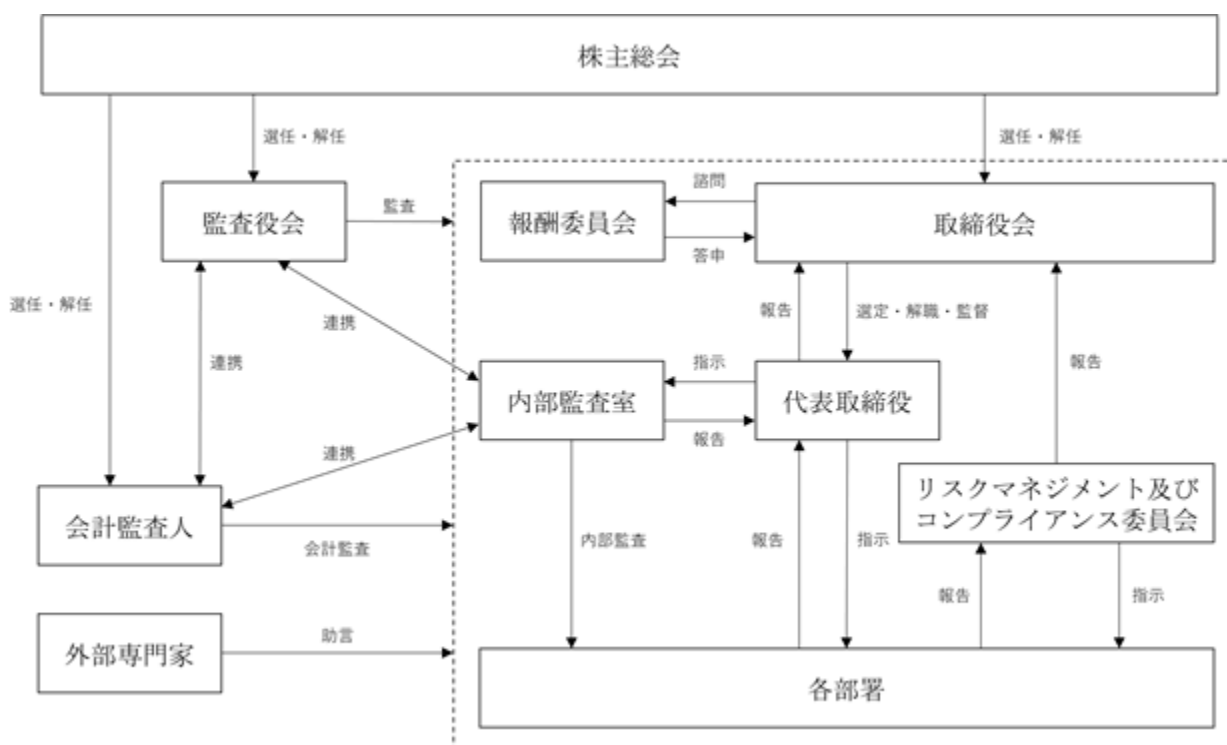 株主総会
選任・解任
選任・解任
選任・解任
監査役会
監査
報酬委員会
諮問
答申
取締役会
連携
連携
報告
選定・解職・監督
報告
内部監査室
指示
報告
代表取締役
連携
リスクマネジメント及び
コンプライアンス委員会
会計監査人
会計監査
内部監査
報告
指示
報告
指示
外部専門家
助言
各部署